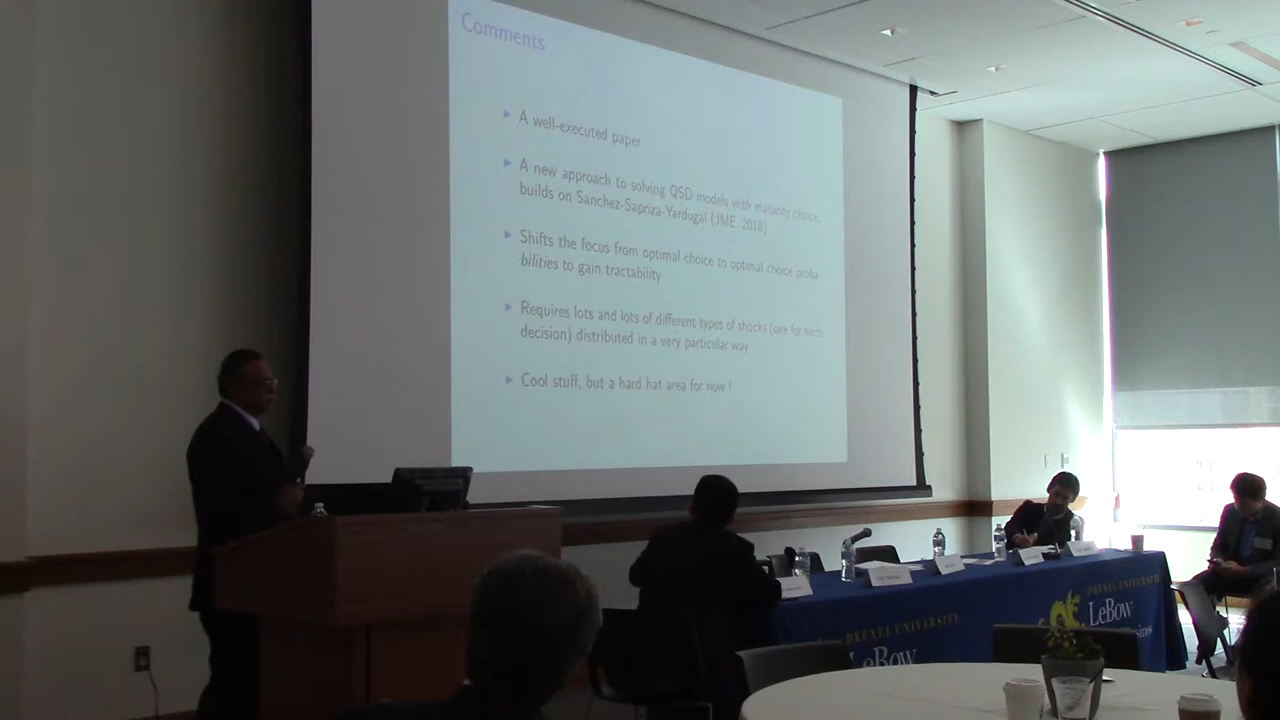 Comments
A well-executed paper
A new approach to solving QSD models with maturity choice,
builds on Sanchez-Sapriza-Yardugal (JME, 2018)
Shifts the focus from optimal choice to optimal choice proba-
bilities to gain tractability
Requires lots and lots of different types of shocks (one for each
decision) distributed in a very particular way
Cool stuff, but a hard hat area for now !
DREXEL UNIVERSITY
LeBow
DREXEL UNIVERSITY
LeBow